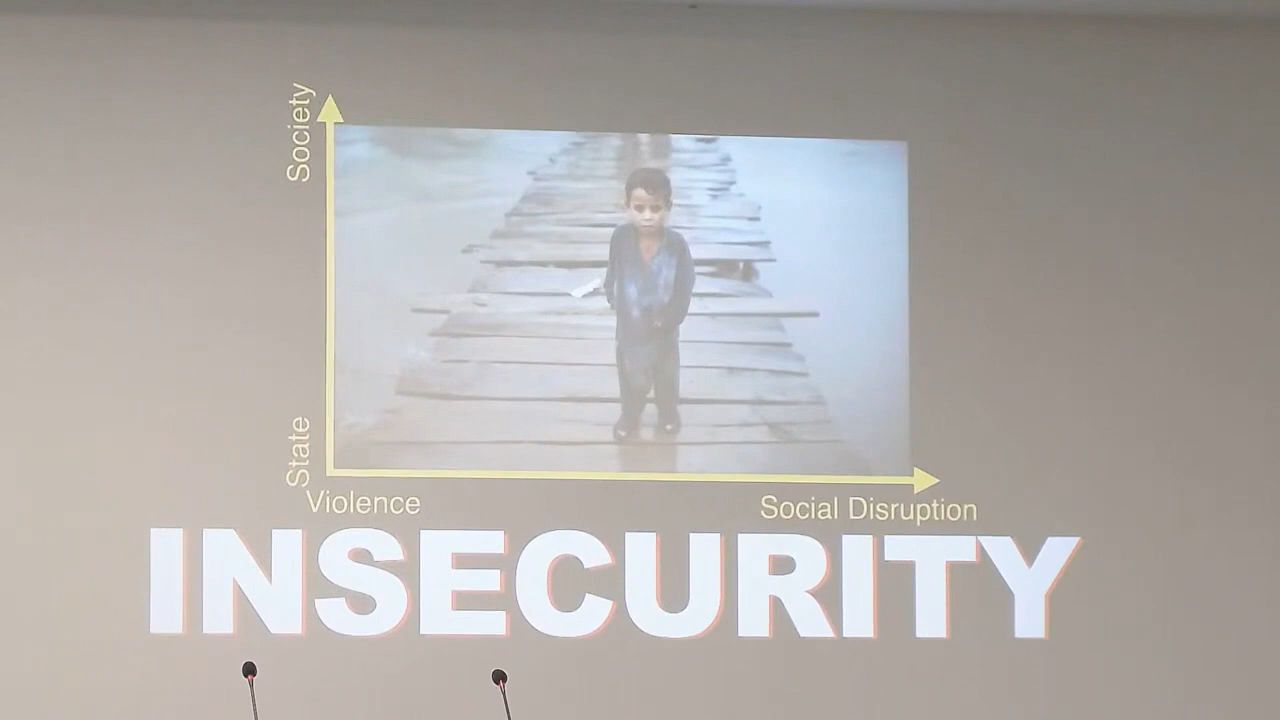 Society
State
Violence
Social Disruption
INSECURITY